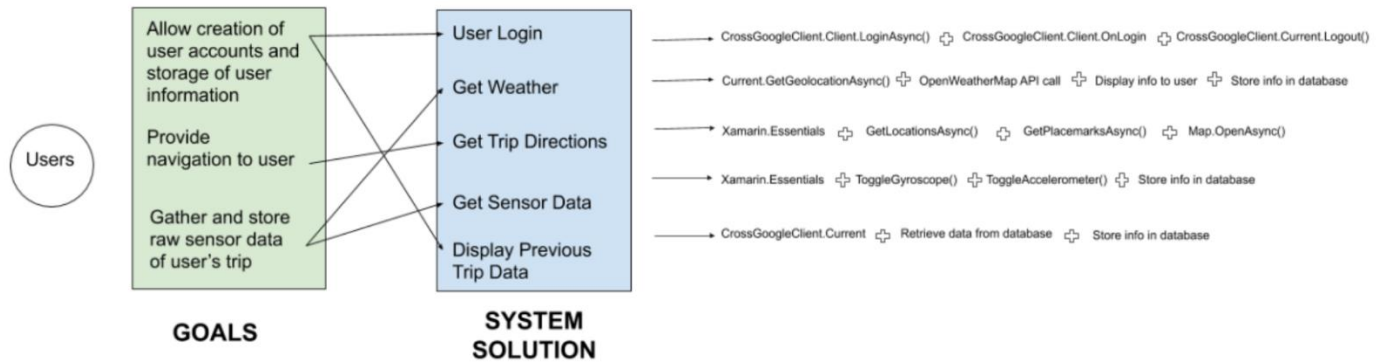 Users
Allow creation of
user accounts and
storage of user
information
Provide
navigation to user
Gather and store
raw sensor data
of user's trip
GOALS
User Login
Get Weather
Get Trip Directions
Get Sensor Data
Display Previous
Trip Data
SYSTEM
SOLUTION
CrossGoogleClient.Client.LoginAsync() CrossGoogleClient.Client.OnLogin CrossGoogleClient.Current.Logout()
Current.GetGeolocationAsync() OpenWeatherMap API call Display info to user Store info in database
Xamarin.Essentials GetLocationsAsync() GetPlacemarksAsync() Map.OpenAsync()
Xamarin.Essentials ToggleGyroscope() ToggleAccelerometer() Store info in database
CrossGoogleClient.Current Retrieve data from database Store info in database